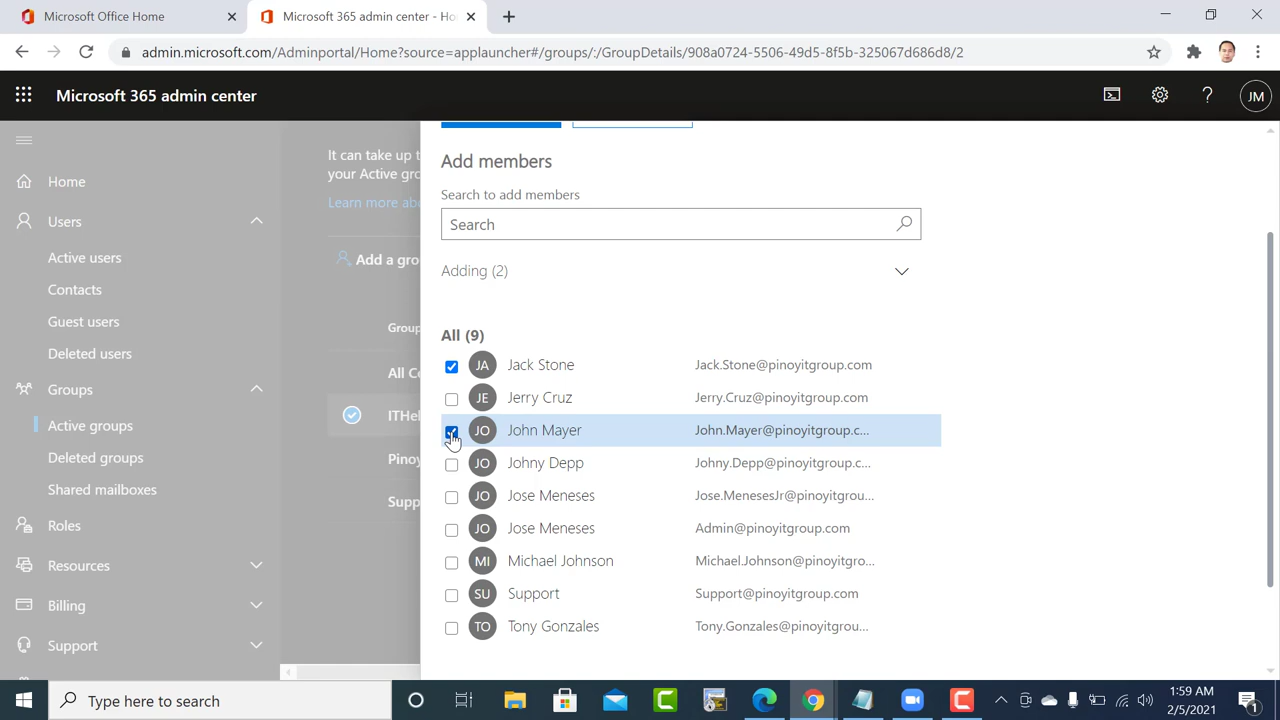 Microsoft Office Home
Microsoft 365 admin center - Ho
admin.microsoft.com/Adminportal/Home?source=applauncher#/groups/:/GroupDetails/908a0724-5506-49d5-8f5b-325067d686d8/2
Microsoft 365 admin center
JM
Home
Users
Active users
Contacts
Guest users
Deleted users
Groups
Active groups
Deleted groups
Shared mailboxes
Roles
Resources
Billing
Support
It can take up t
your Active gro
Learn more abo
Add a gro
Group
All Co
ITHel
Pinoy
Supp
Add members
Search to add members
Search
Adding (2)
All (9)
JA Jack Stone Jack.Stone@pinoyitgroup.com
JE Jerry Cruz Jerry.Cruz@pinoyitgroup.com
JO John Mayer John.Mayer@pinoyitgroup.c...
JO Johny Depp Johny.Depp@pinoyitgroup.c...
JO Jose Meneses Jose.MenesesJr@pinoyitgrou...
JO Jose Meneses Admin@pinoyitgroup.com
MI Michael Johnson Michael.Johnson@pinoyitgro...
SU Support Support@pinoyitgroup.com
TO Tony Gonzales Tony.Gonzales@pinoyitgrou...
Type here to search
1:59 AM
2/5/2021
1